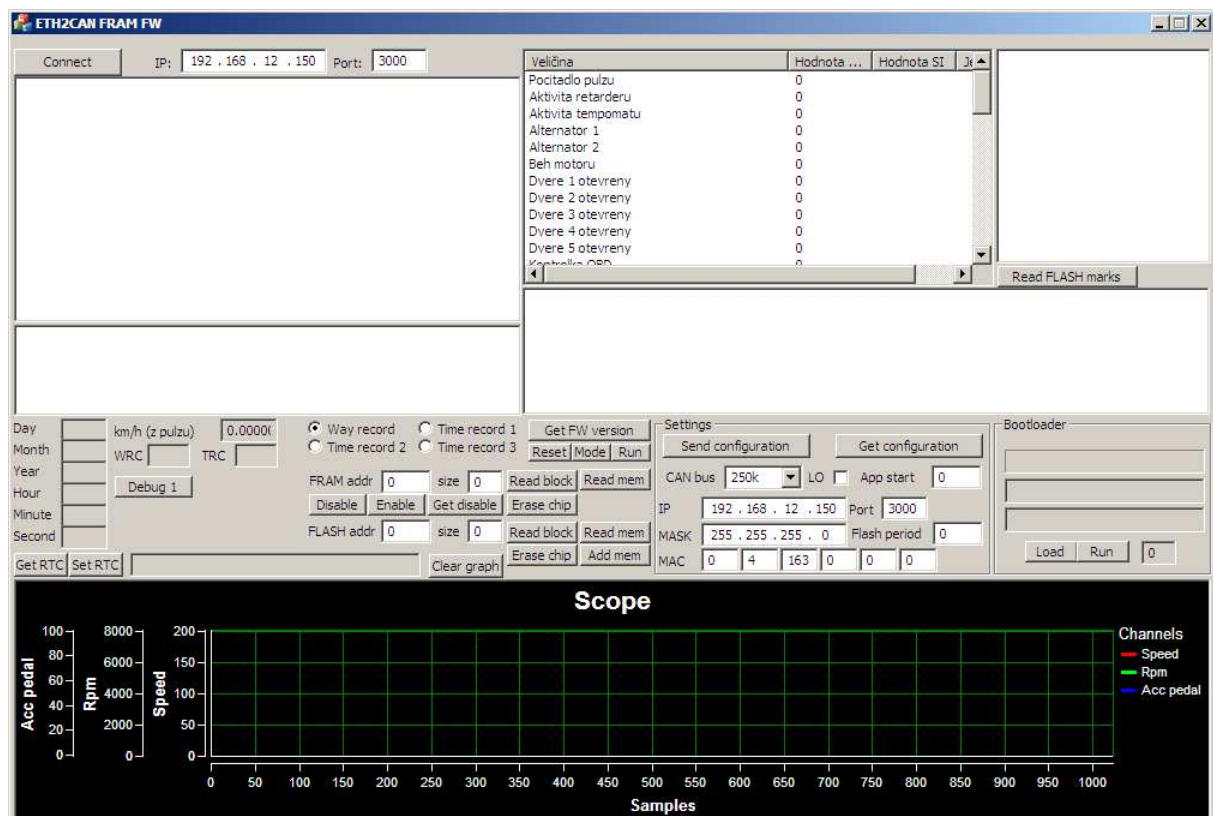 ETH2CAN FRAM FW
Connect IP: 192 . 168 . 12 . 150 Port: 3000
Veličina Hodnota ... Hodnota SI
Pocitadlo pulzu 0
Aktivita retarderu 0
Aktivita tempomatu 0
Alternator 1 0
Alternator 2 0
Beh motoru 0
Dvere 1 otevreny 0
Dvere 2 otevreny 0
Dvere 3 otevreny 0
Dvere 4 otevreny 0
Dvere 5 otevreny 0
Kontrolka OBD 0
Read FLASH marks
Day
Month
Year
Hour
Minute
Second
Get RTC Set RTC
km/h (z pulzu) 0.0000(
WRC TRC
Debug 1
Way record Time record 1
Time record 2 Time record 3
Get FW version
Reset Mode Run
FRAM addr 0 size 0 Read block Read mem
Disable Enable Get disable Erase chip
FLASH addr 0 size 0 Read block Read mem
Clear graph Erase chip Add mem
Settings
Send configuration Get configuration
CAN bus 250k LO App start 0
IP 192 . 168 . 12 . 150 Port 3000
MASK 255 . 255 . 255 . 0 Flash period 0
MAC 0 4 163 0 0 0
Bootloader
Load Run 0
Scope
Acc pedal
100
80
60
40
20
0
Rpm
8000
6000
4000
2000
0
Speed
200
150
100
50
0
0 50 100 150 200 250 300 350 400 450 500 550 600 650 700 750 800 850 900 950 1000
Samples
Channels
Speed
Rpm
Acc pedal